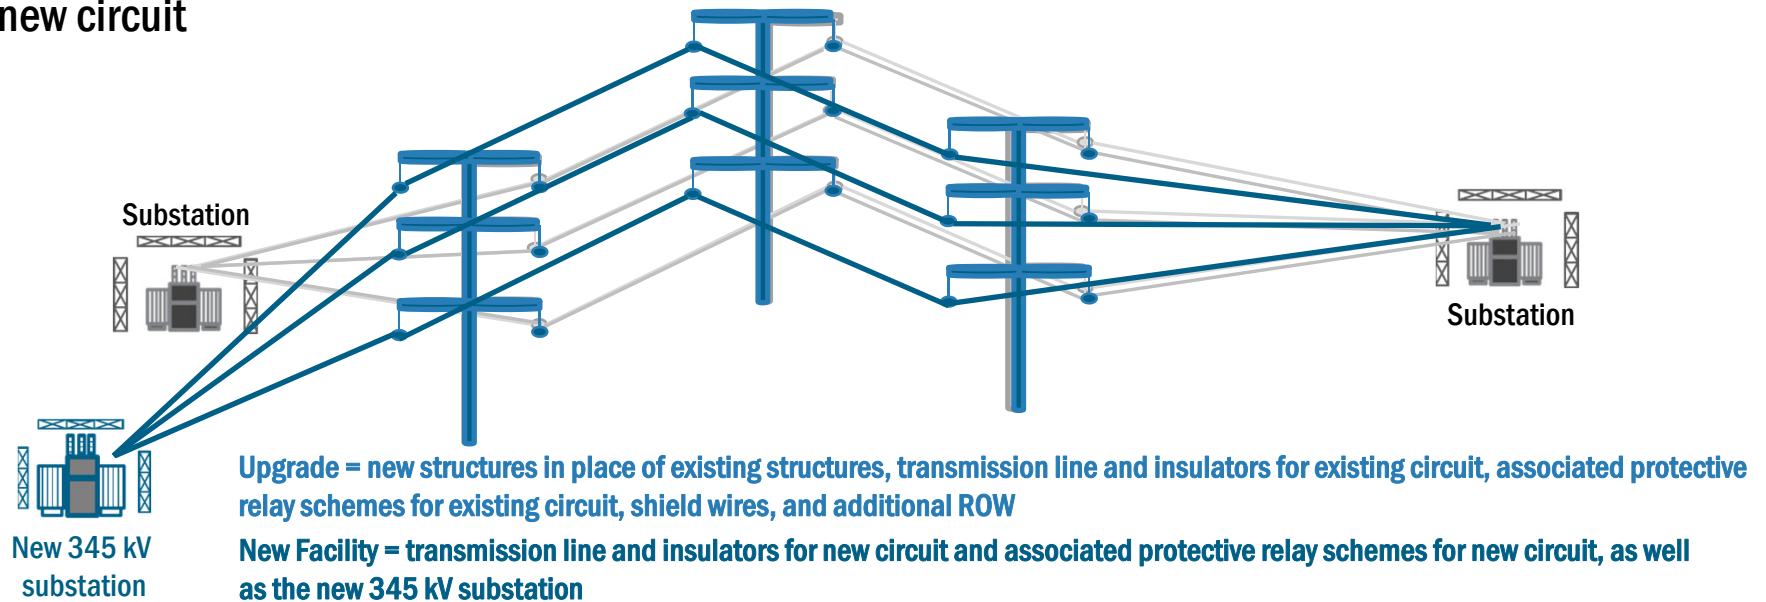 new circuit
Substation
Substation
Upgrade = new structures in place of existing structures, transmission line and insulators for existing circuit, associated protective
relay schemes for existing circuit, shield wires, and additional ROW
New 345 kV
substation
New Facility = transmission line and insulators for new circuit and associated protective relay schemes for new circuit, as well
as the new 345 kV substation